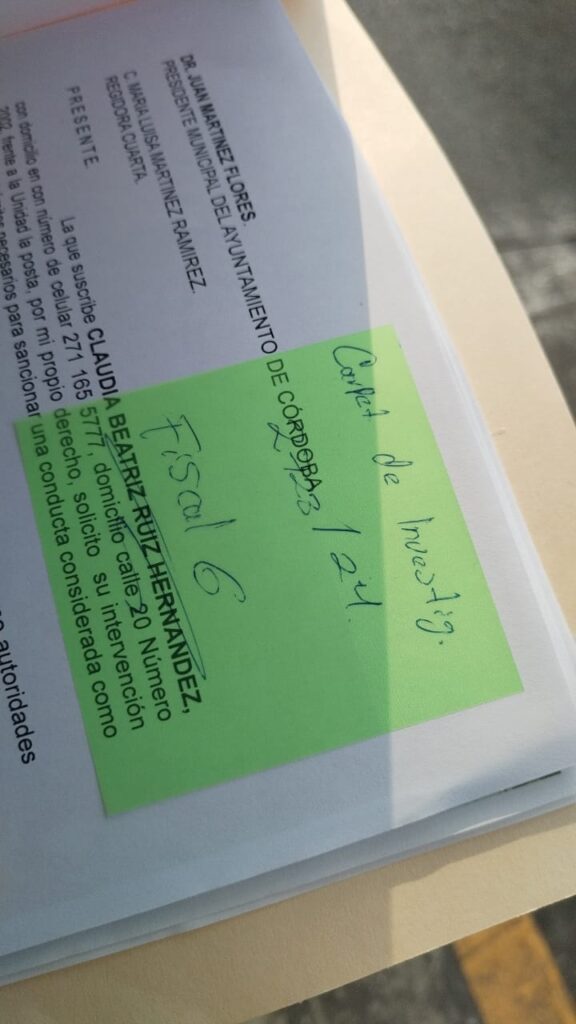 DR. JUAN MARTINEZ FLORES.
PRESIDENTE MUNICIPAL DEL AYUNTAMIENTO DE CÓRDOBA.
C. MARIA LUISA MARTINEZ RAMIREZ.
REGIDORA CUARTA.
PRESENTE.
La que suscribe CLAUDIA BEATRIZ RUIZ HERNANDEZ,
con domicilio en con número de celular 271 165 5777, domicilio calle 20 Número
2002, frente a la Unidad la posta, por mi propio derecho, solicito su intervención
necesarios para sancionar una conducta considerada como
autoridades
Carpet de Investig.
/24.
Fiscal 6